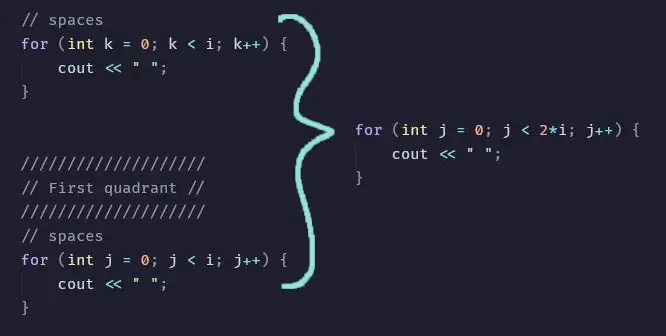 // spaces
for (int k = 0; k < i; k++) {
    cout << " ";
}
////////////////////
// First quadrant //
////////////////////
// spaces
for (int j = 0; j < i; j++) {
    cout << " ";
}
for (int j = 0; j < 2*i; j++) {
    cout << " ";
}